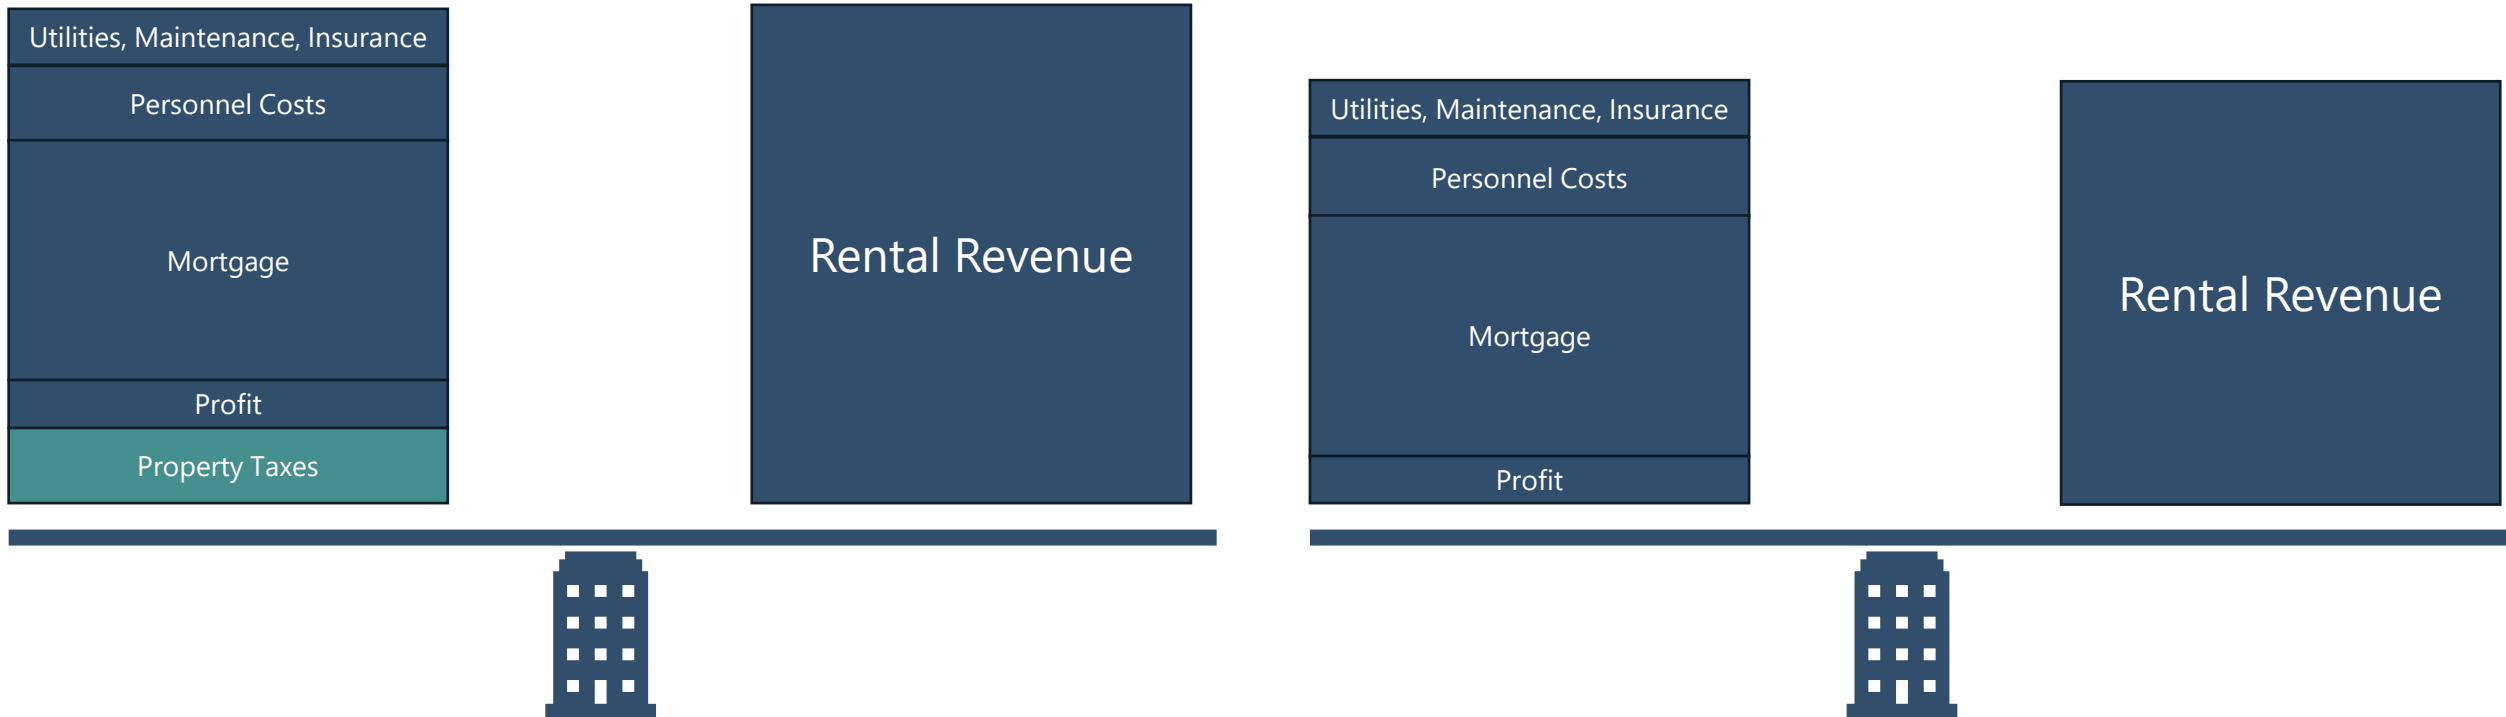 Utilities, Maintenance, Insurance
Personnel Costs
Mortgage
Profit
Property Taxes
Rental Revenue
Utilities, Maintenance, Insurance
Personnel Costs
Mortgage
Profit
Rental Revenue